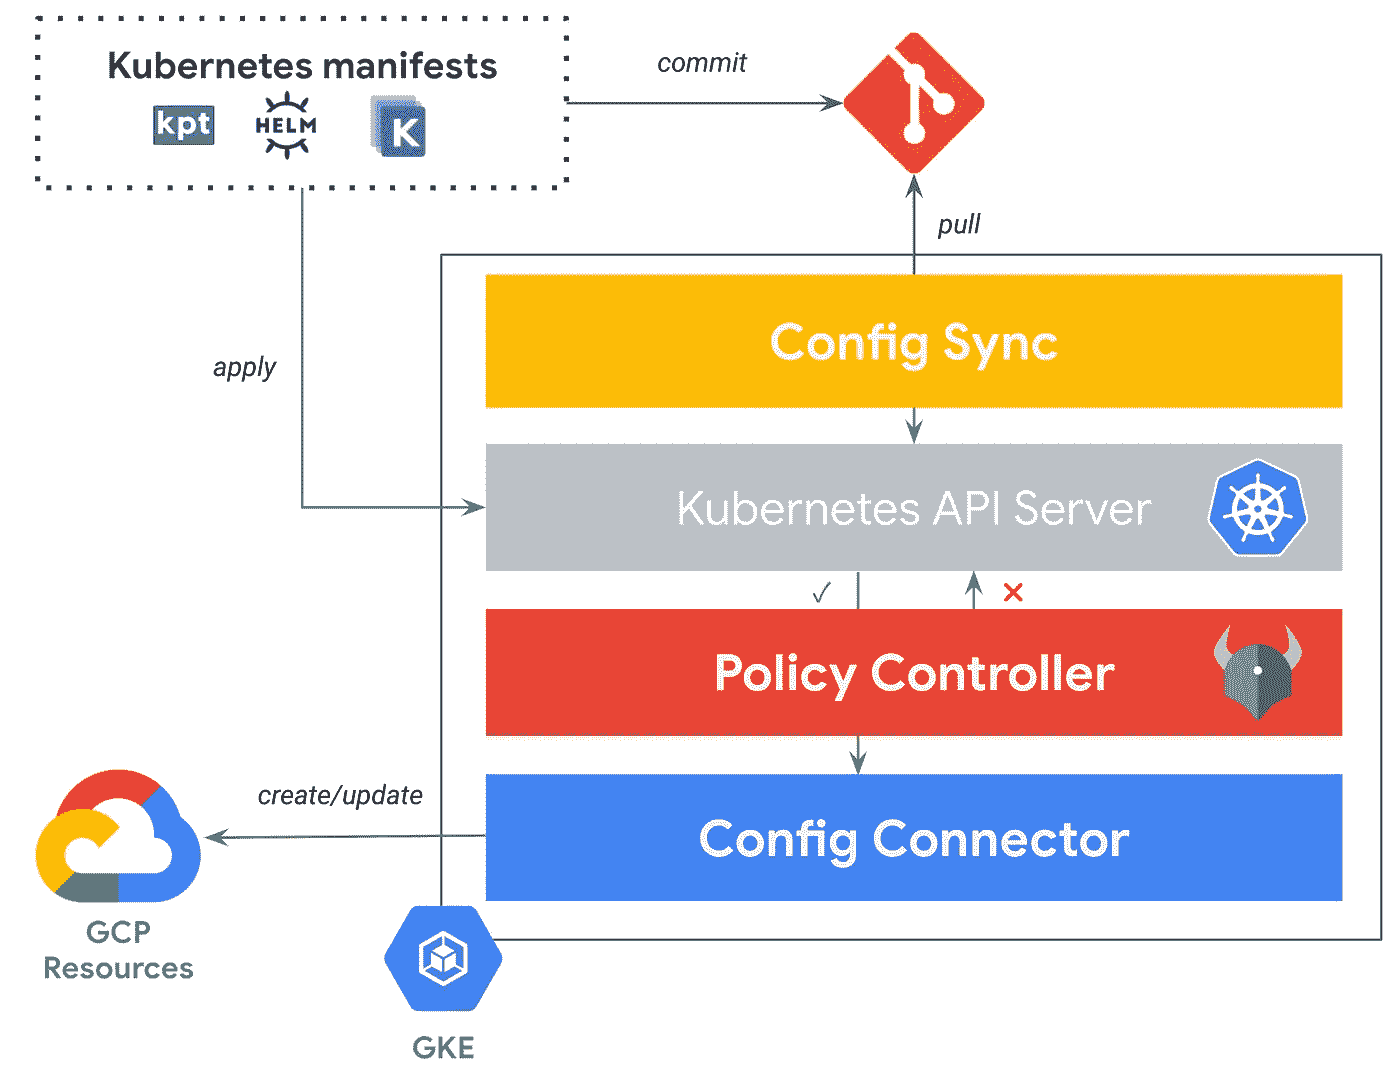 Kubernetes manifests
kpt
HELM
K
commit
pull
Config Sync
apply
Kubernetes API Server
✓
×
Policy Controller
create/update
Config Connector
GCP
Resources
GKE